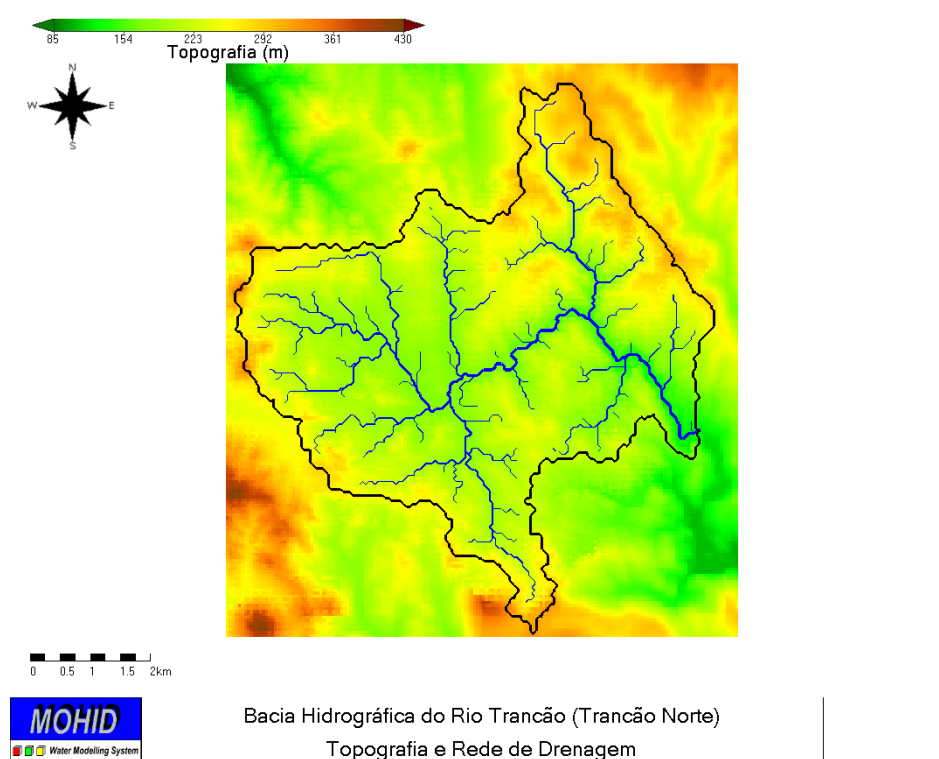 85 154 223 292 361 430
Topografia (m)
N
W E
S
0 0.5 1 1.5 2km
MOHID
Water Modelling System
Bacia Hidrográfica do Rio Trancão (Trancão Norte)
Topografia e Rede de Drenagem